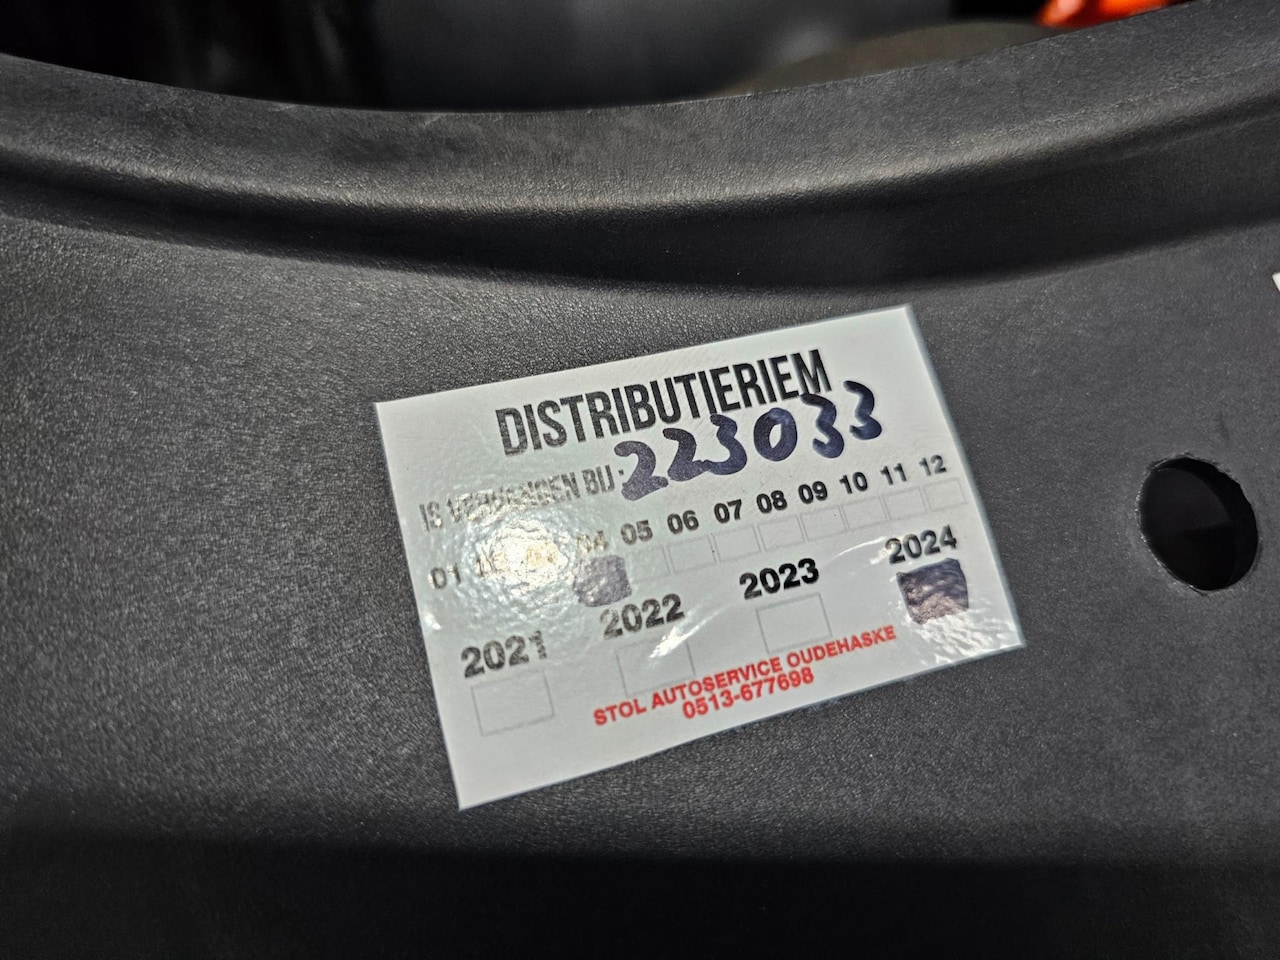 DISTRIBUTIERIEM
IS VERVANGEN BIJ: 223033
01 04 05 06 07 08 09 10 11 12
2021 2022 2023 2024
STOL AUTOSERVICE OUDEHASKE
0513-677698